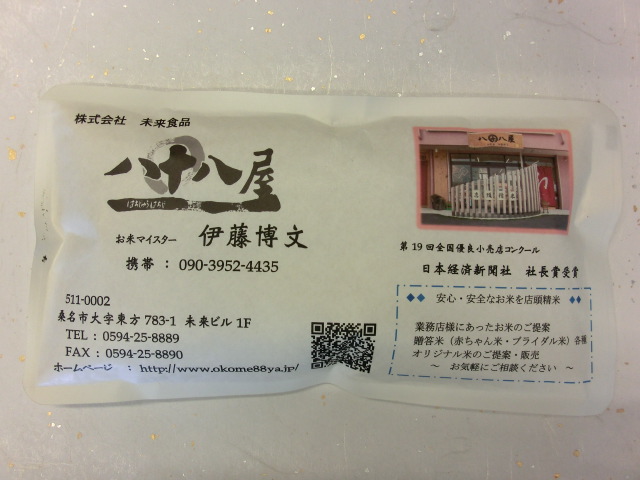 株式会社　未来食品
八十八屋
はちじゅうはちや
お米マイスター　伊藤博文
携帯 : 090-3952-4435
511-0002
桑名市大字東方 783-1 未来ビル 1F
TEL : 0594-25-8889
FAX : 0594-25-8890
ホームページ : http://www.okome88ya.jp/
八十八屋
第 19 回全国優良小売店コンクール
日本経済新聞社　社長賞受賞
◆◆ 安心・安全なお米を店頭精米 ◆◆
業務店様にあったお米のご提案
贈答米（赤ちゃん米・ブライダル米）各種
オリジナル米のご提案・販売
～ お気軽にご相談ください ～